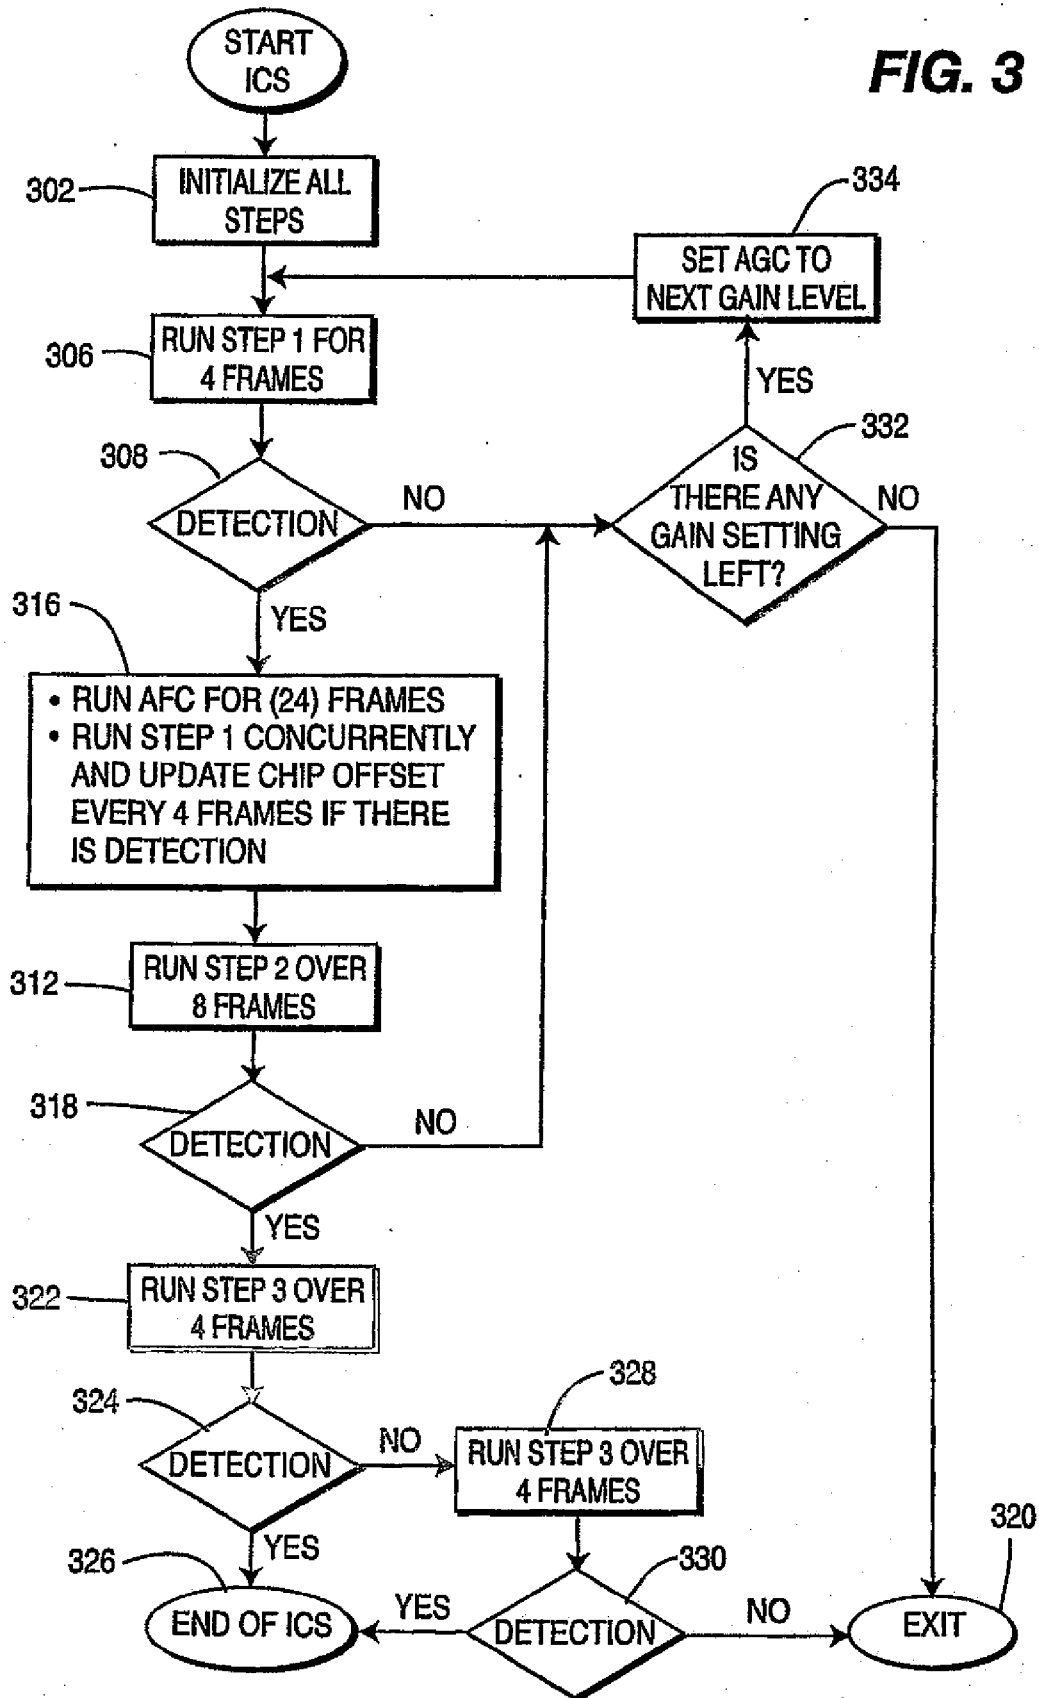 START
ICS
FIG. 3
302
INITIALIZE ALL
STEPS
334
SET AGC TO
NEXT GAIN LEVEL
306
RUN STEP 1 FOR
4 FRAMES
YES
332
308
DETECTION
NO
IS
THERE ANY
GAIN SETTING
LEFT?
NO
316
YES
• RUN AFC FOR (24) FRAMES
• RUN STEP 1 CONCURRENTLY
AND UPDATE CHIP OFFSET
EVERY 4 FRAMES IF THERE
IS DETECTION
312
RUN STEP 2 OVER
8 FRAMES
318
DETECTION
NO
YES
322
RUN STEP 3 OVER
4 FRAMES
324
DETECTION
NO
328
RUN STEP 3 OVER
4 FRAMES
YES
326
END OF ICS
330
YES
DETECTION
NO
320
EXIT